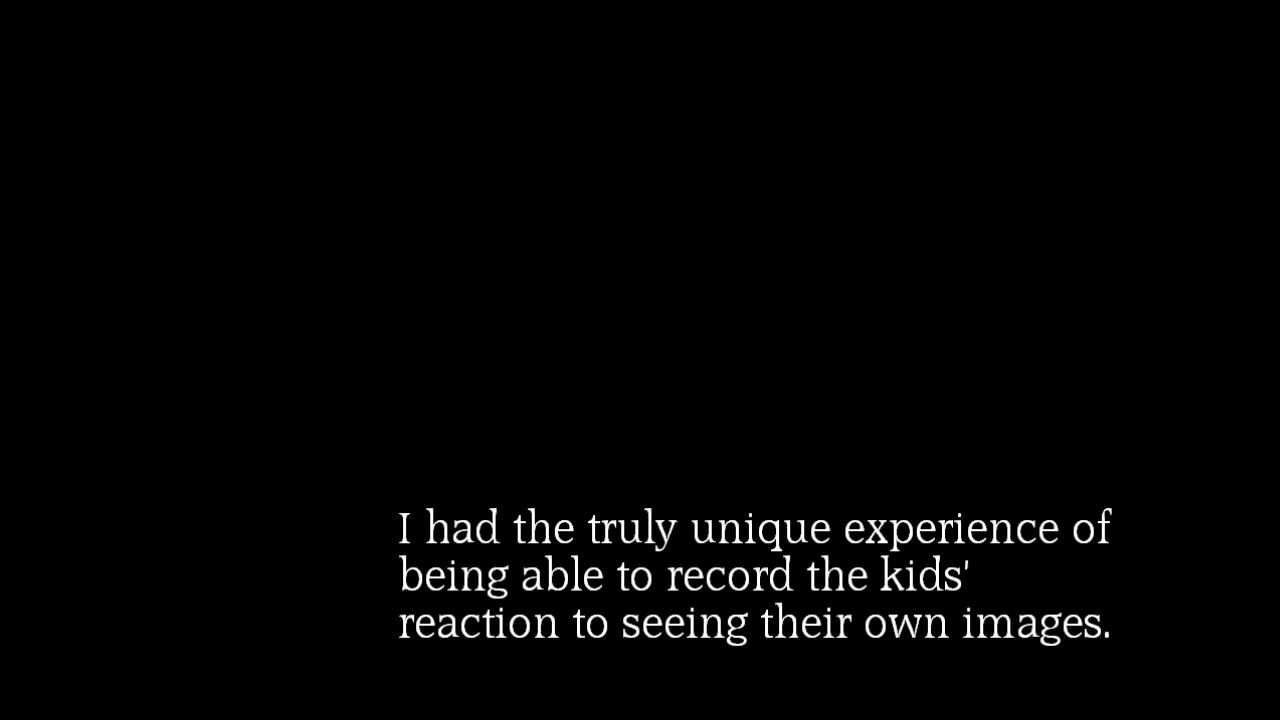 I had the truly unique experience of
being able to record the kids'
reaction to seeing their own images.